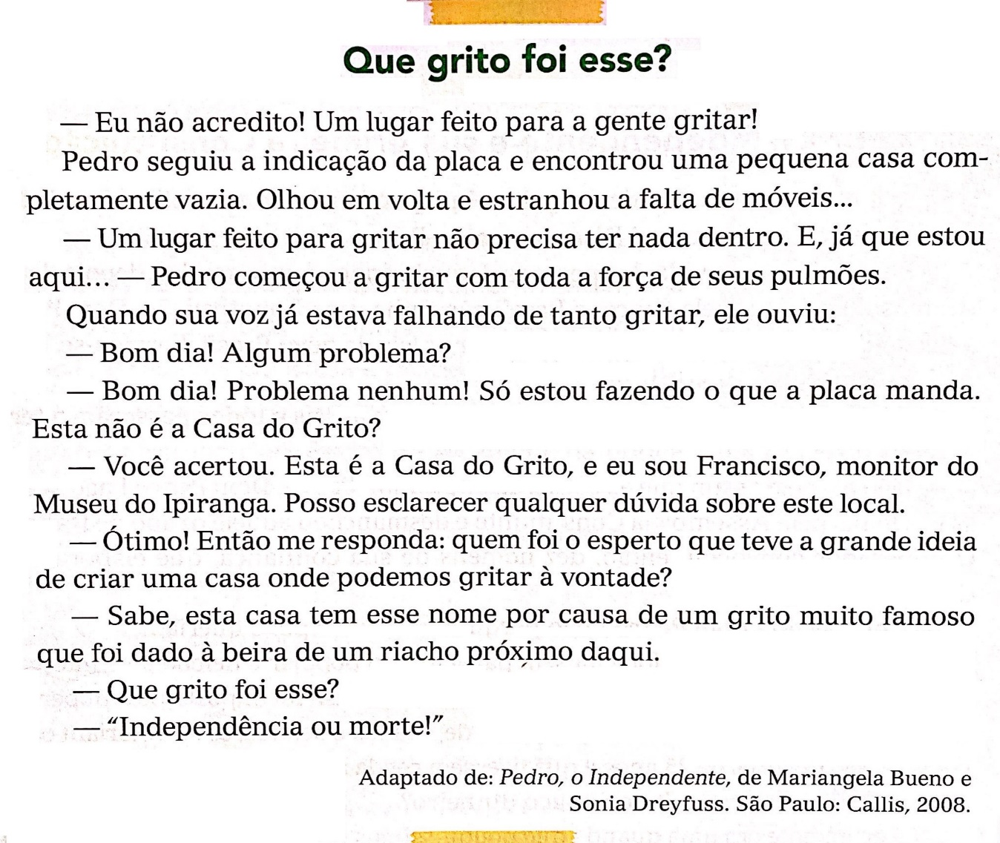 Que grito foi esse?
— Eu não acredito! Um lugar feito para a gente gritar!
Pedro seguiu a indicação da placa e encontrou uma pequena casa com-
pletamente vazia. Olhou em volta e estranhou a falta de móveis...
— Um lugar feito para gritar não precisa ter nada dentro. E, já que estou
aqui... — Pedro começou a gritar com toda a força de seus pulmões.
Quando sua voz já estava falhando de tanto gritar, ele ouviu:
— Bom dia! Algum problema?
— Bom dia! Problema nenhum! Só estou fazendo o que a placa manda.
Esta não é a Casa do Grito?
— Você acertou. Esta é a Casa do Grito, e eu sou Francisco, monitor do
Museu do Ipiranga. Posso esclarecer qualquer dúvida sobre este local.
— Ótimo! Então me responda: quem foi o esperto que teve a grande ideia
de criar uma casa onde podemos gritar à vontade?
— Sabe, esta casa tem esse nome por causa de um grito muito famoso
que foi dado à beira de um riacho próximo daqui.
— Que grito foi esse?
— “Independência ou morte!”
Adaptado de: Pedro, o Independente, de Mariangela Bueno e
Sonia Dreyfuss. São Paulo: Callis, 2008.